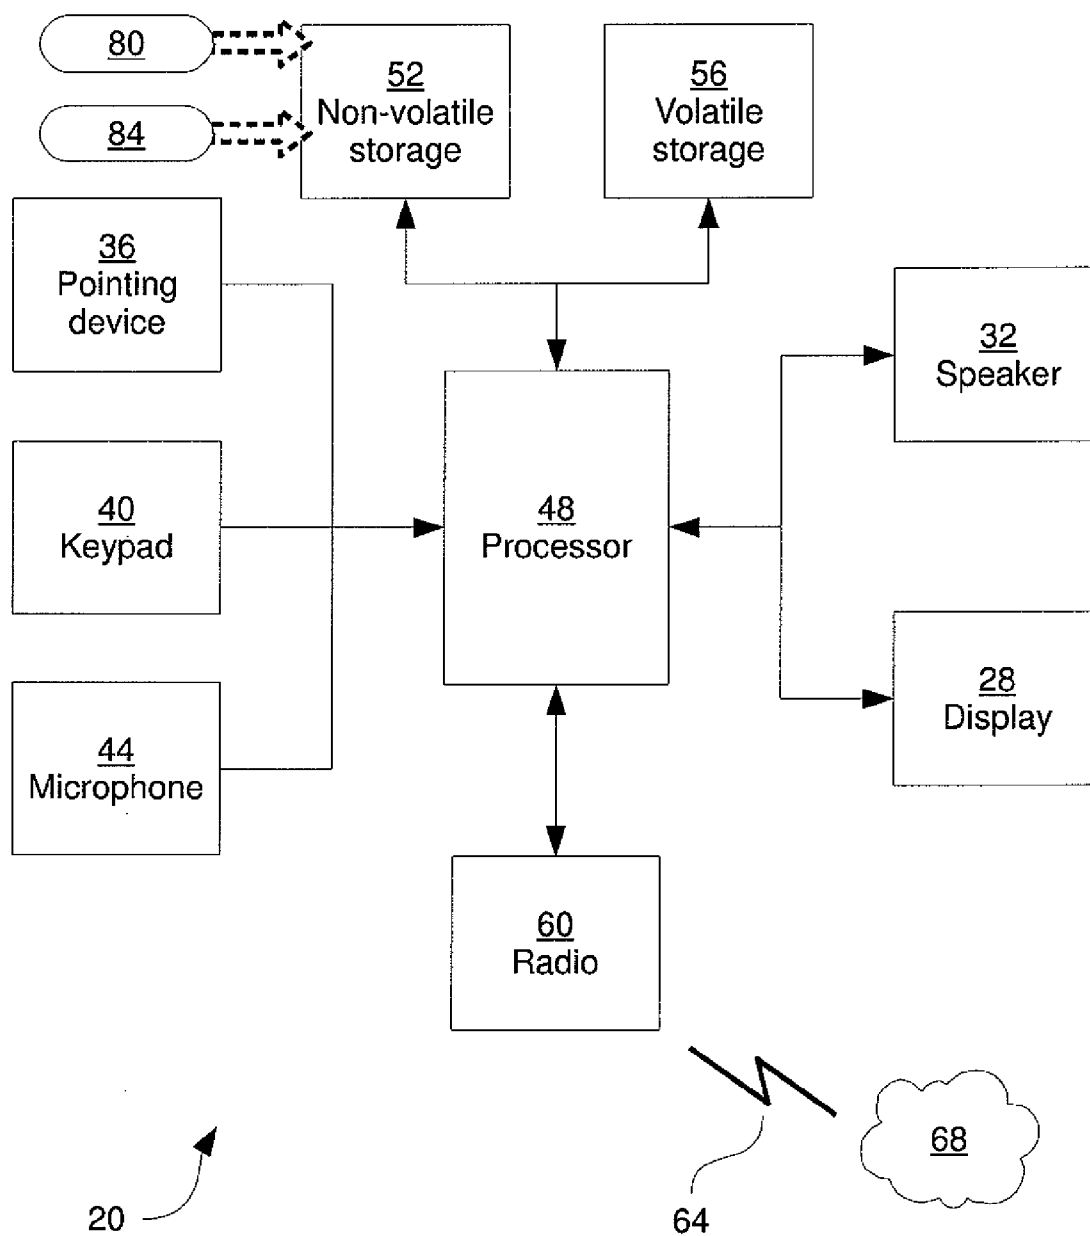 80
84
52
Non-volatile
storage
56
Volatile
storage
36
Pointing
device
32
Speaker
40
Keypad
48
Processor
28
Display
44
Microphone
60
Radio
68
64
20